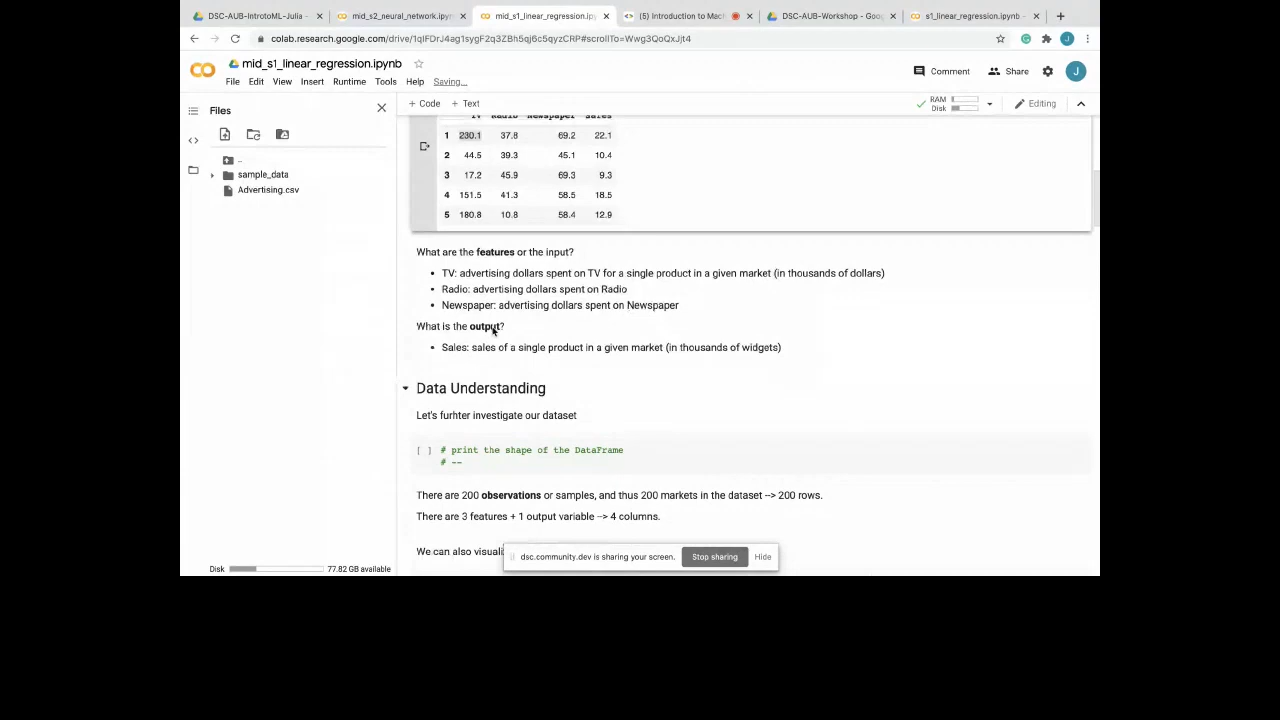 DSC-AUB-IntrotoML-Julia -
mid_s2_neural_network.ipyn
mid_s1_linear_regression.ipyn
(5) Introduction to Mach
DSC-AUB-Workshop - Goog
s1_linear_regression.ipynb -
colab.research.google.com/drive/1qIFDrJ4ag1sygF2q3ZBh5qj6c5qyzCRP#scrollTo=Wwg3QoQxJjt4
mid_s1_linear_regression.ipynb
File Edit View Insert Runtime Tools Help Saving...
Comment Share J
Files
+ Code + Text
RAM
Disk
Editing
..
sample_data
Advertising.csv
TV Radio Newspaper Sales
1 230.1 37.8 69.2 22.1
2 44.5 39.3 45.1 10.4
3 17.2 45.9 69.3 9.3
4 151.5 41.3 58.5 18.5
5 180.8 10.8 58.4 12.9
What are the features or the input?
• TV: advertising dollars spent on TV for a single product in a given market (in thousands of dollars)
• Radio: advertising dollars spent on Radio
• Newspaper: advertising dollars spent on Newspaper
What is the output?
• Sales: sales of a single product in a given market (in thousands of widgets)
Data Understanding
Let's furhter investigate our dataset
[ ] # print the shape of the DataFrame
# --
There are 200 observations or samples, and thus 200 markets in the dataset --> 200 rows.
There are 3 features + 1 output variable --> 4 columns.
We can also visuali
dsc.community.dev is sharing your screen. Stop sharing Hide
Disk 77.82 GB available